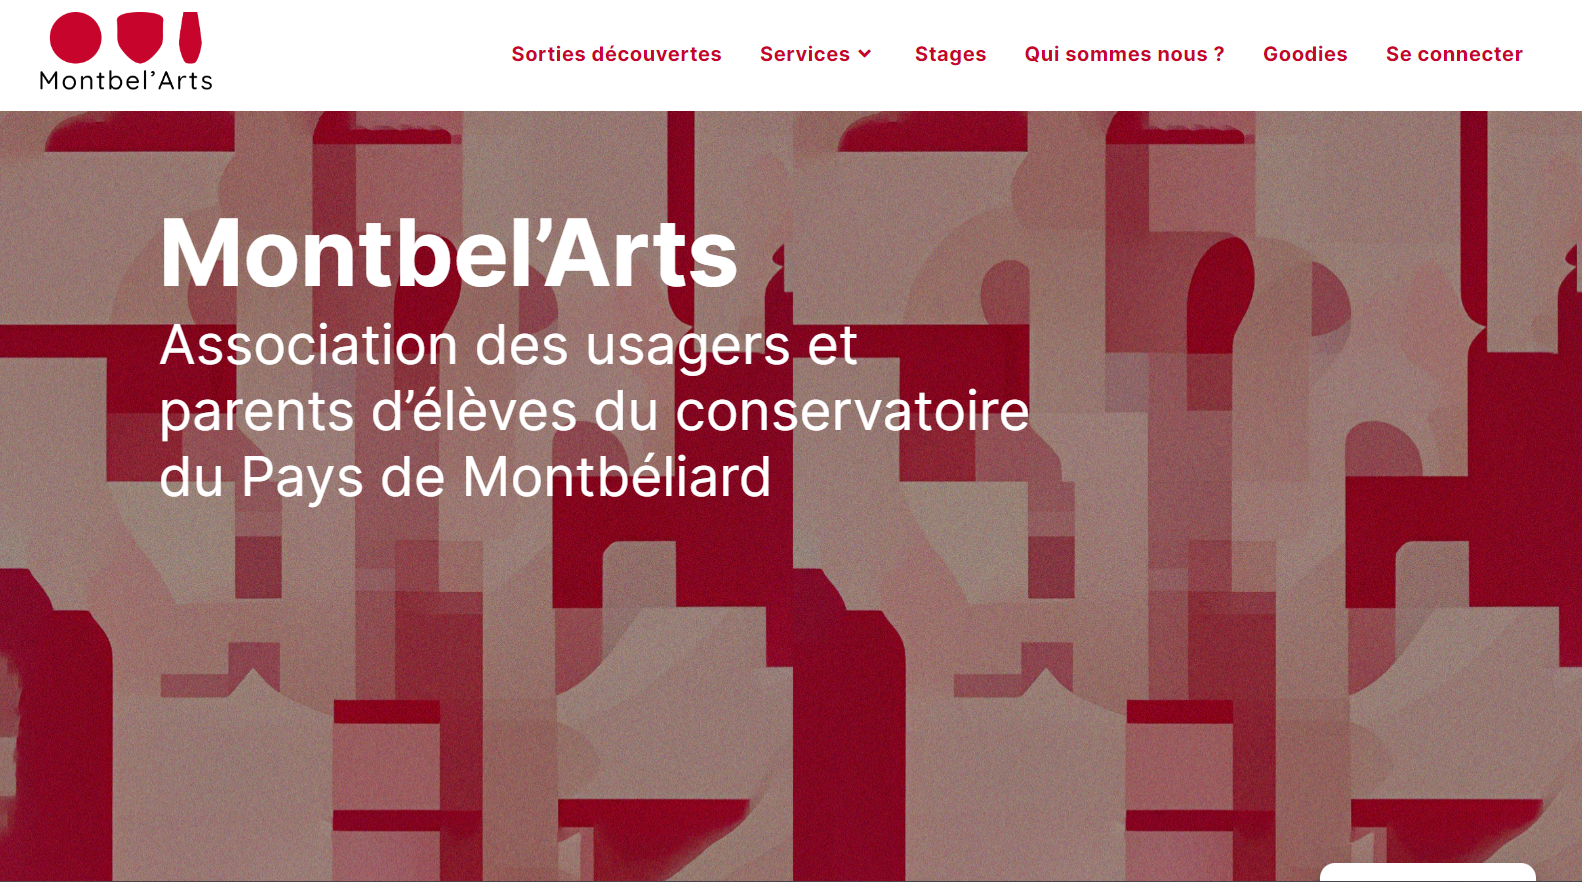 Montbel’Arts
Sorties découvertes
Services
Stages
Qui sommes nous ?
Goodies
Se connecter
Montbel’Arts
Association des usagers et
parents d’élèves du conservatoire
du Pays de Montbéliard